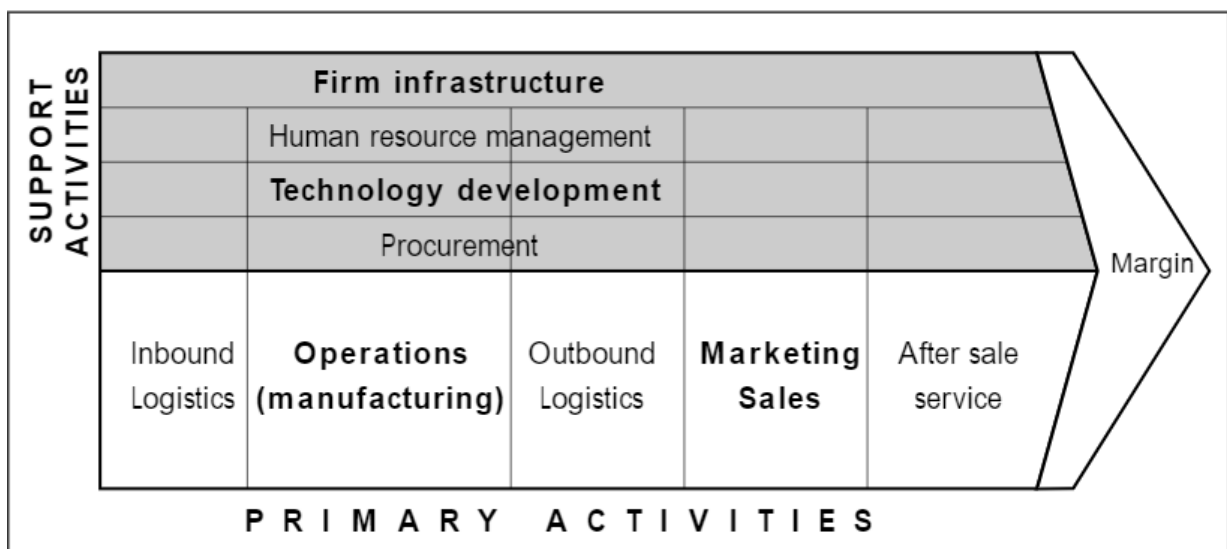 SUPPORT
ACTIVITIES
Firm infrastructure
Human resource management
Technology development
Procurement
Margin
Inbound
Logistics
Operations
(manufacturing)
Outbound
Logistics
Marketing
Sales
After sale
service
PRIMARY ACTIVITIES